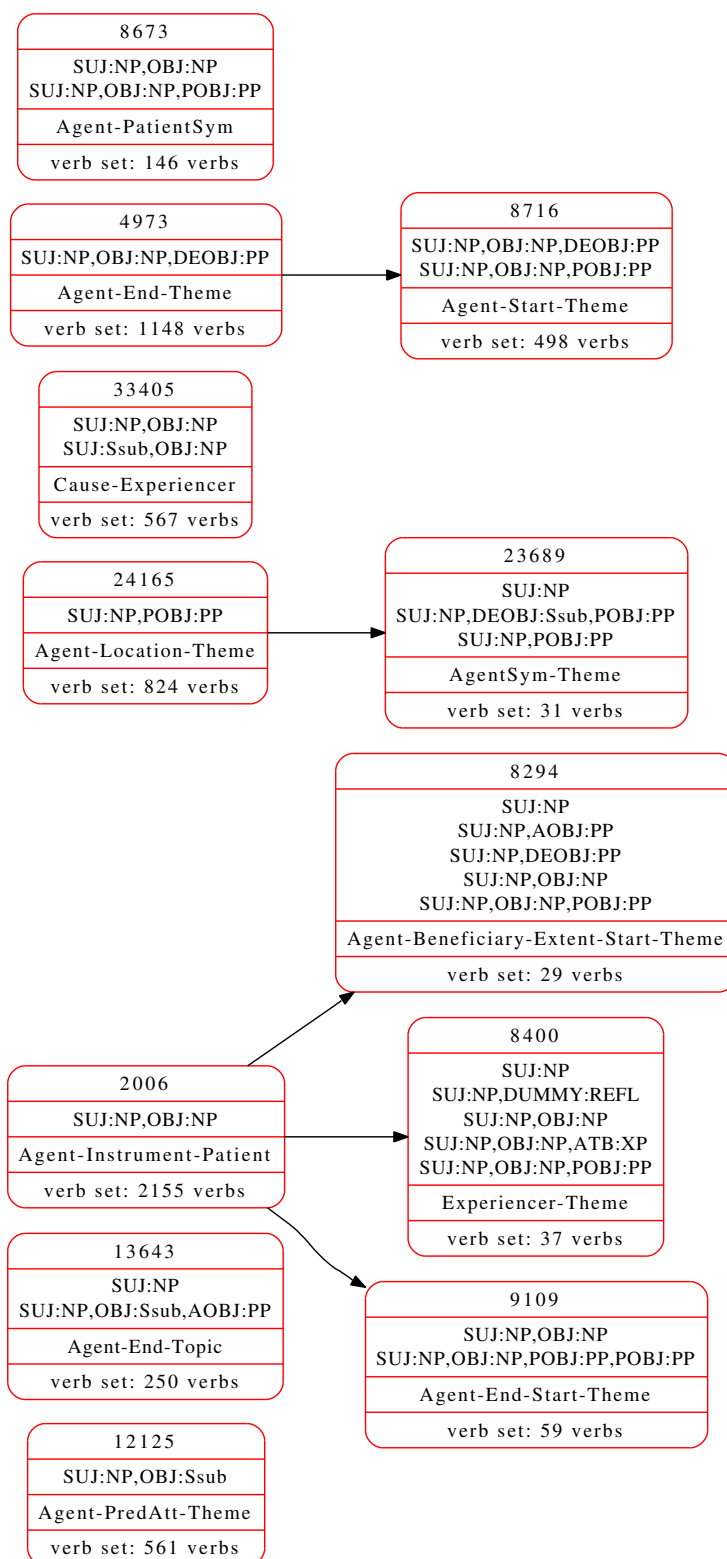 8673
SUJ:NP,OBJ:NP
SUJ:NP,OBJ:NP,POBJ:PP
Agent-PatientSym
verb set: 146 verbs
4973
SUJ:NP,OBJ:NP,DEOBJ:PP
Agent-End-Theme
verb set: 1148 verbs
8716
SUJ:NP,OBJ:NP,DEOBJ:PP
SUJ:NP,OBJ:NP,POBJ:PP
Agent-Start-Theme
verb set: 498 verbs
33405
SUJ:NP,OBJ:NP
SUJ:Ssub,OBJ:NP
Cause-Experiencer
verb set: 567 verbs
24165
SUJ:NP,POBJ:PP
Agent-Location-Theme
verb set: 824 verbs
23689
SUJ:NP
SUJ:NP,DEOBJ:Ssub,POBJ:PP
SUJ:NP,POBJ:PP
AgentSym-Theme
verb set: 31 verbs
8294
SUJ:NP
SUJ:NP,AOBJ:PP
SUJ:NP,DEOBJ:PP
SUJ:NP,OBJ:NP
SUJ:NP,OBJ:NP,POBJ:PP
Agent-Beneficiary-Extent-Start-Theme
verb set: 29 verbs
2006
SUJ:NP,OBJ:NP
Agent-Instrument-Patient
verb set: 2155 verbs
8400
SUJ:NP
SUJ:NP,DUMMY:REFL
SUJ:NP,OBJ:NP
SUJ:NP,OBJ:NP,ATB:XP
SUJ:NP,OBJ:NP,POBJ:PP
Experiencer-Theme
verb set: 37 verbs
13643
SUJ:NP
SUJ:NP,OBJ:Ssub,AOBJ:PP
Agent-End-Topic
verb set: 250 verbs
9109
SUJ:NP,OBJ:NP
SUJ:NP,OBJ:NP,POBJ:PP,POBJ:PP
Agent-End-Start-Theme
verb set: 59 verbs
12125
SUJ:NP,OBJ:Ssub
Agent-PredAtt-Theme
verb set: 561 verbs